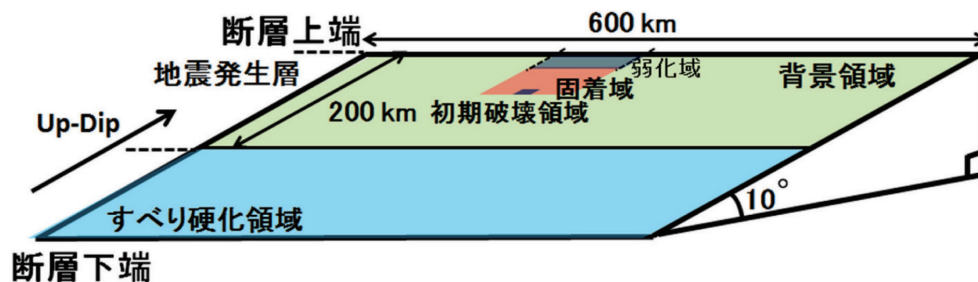 断層上端
600 km
地震発生層
弱化域
背景領域
固着域
200 km 初期破壊領域
Up-Dip
10°
すべり硬化領域
断層下端